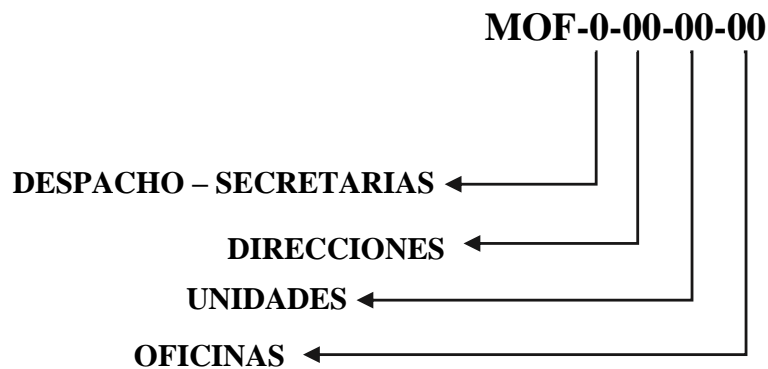 MOF-0-00-00-00
DESPACHO – SECRETARIAS
DIRECCIONES
UNIDADES
OFICINAS